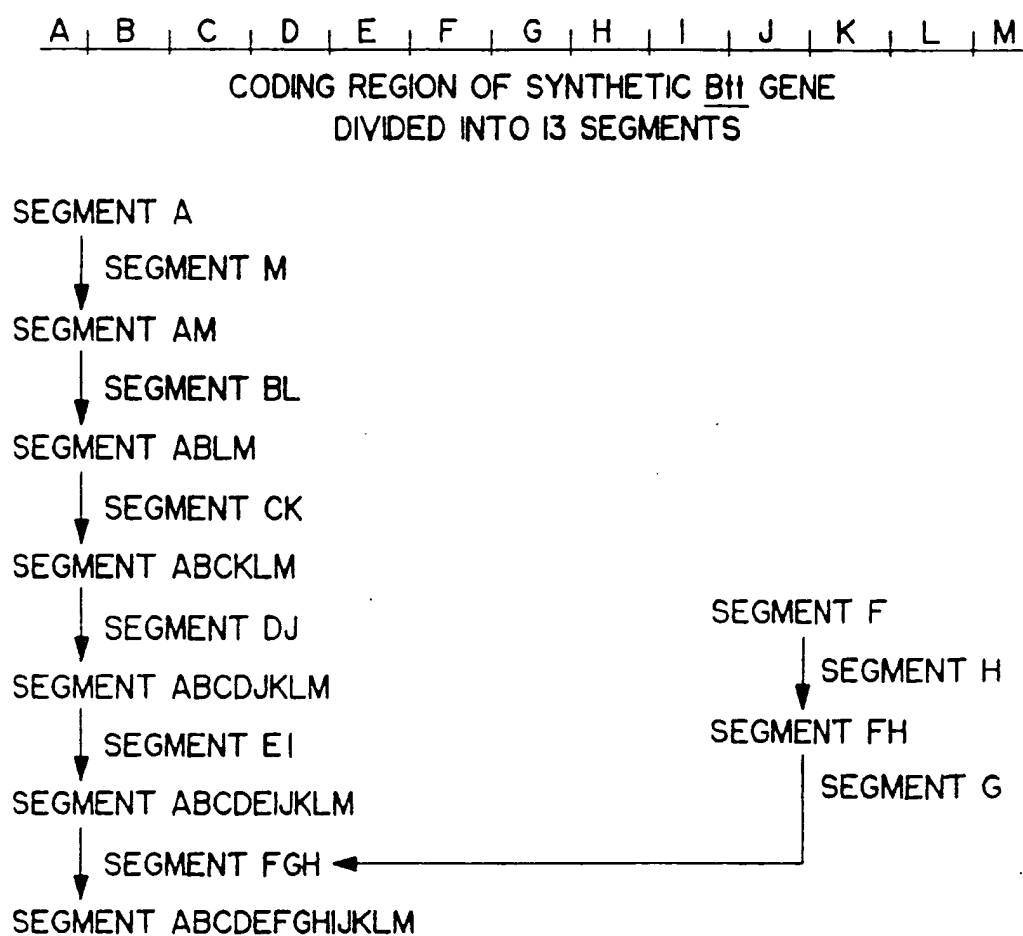 A B C D E F G H I J K L M
CODING REGION OF SYNTHETIC Btt GENE
DIVIDED INTO 13 SEGMENTS
SEGMENT A
SEGMENT M
SEGMENT AM
SEGMENT BL
SEGMENT ABLM
SEGMENT CK
SEGMENT ABCKLM
SEGMENT DJ
SEGMENT ABCDJKLM
SEGMENT EI
SEGMENT ABCDEIJKLM
SEGMENT F
SEGMENT H
SEGMENT FH
SEGMENT G
SEGMENT FGH
SEGMENT ABCDEFGHIJKLM